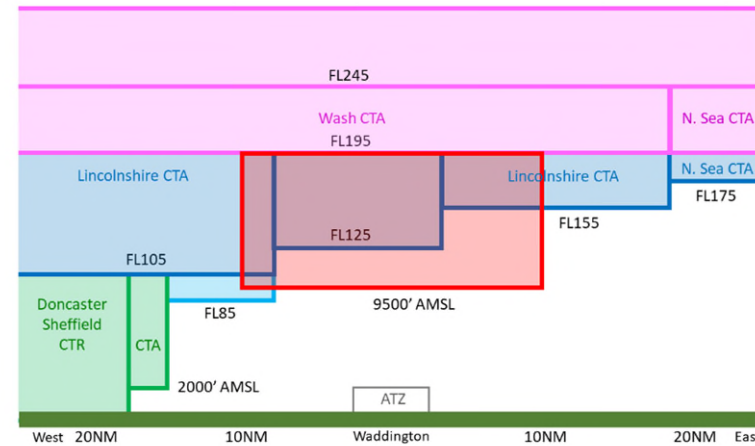 FL245
Wash CTA
N. Sea CTA
FL195
Lincolnshire CTA
Lincolnshire CTA
N. Sea CTA
FL175
FL155
FL125
FL105
Doncaster
Sheffield
CTR
CTA
FL85
9500' AMSL
2000' AMSL
ATZ
West 20NM 10NM Waddington 10NM 20NM Eas